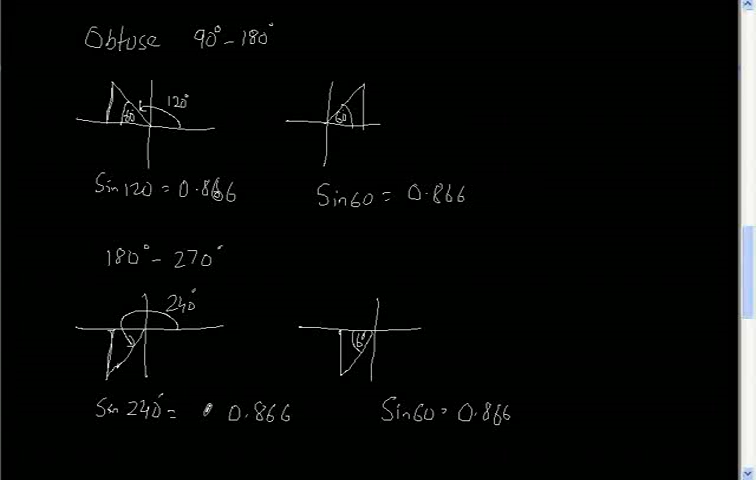 Obtuse 90° - 180°
120°
60°
60
Sin 120 = 0.866
Sin 60 = 0.866
180° - 270°
240°
60
Sin 240° = 0.866
Sin 60 = 0.866